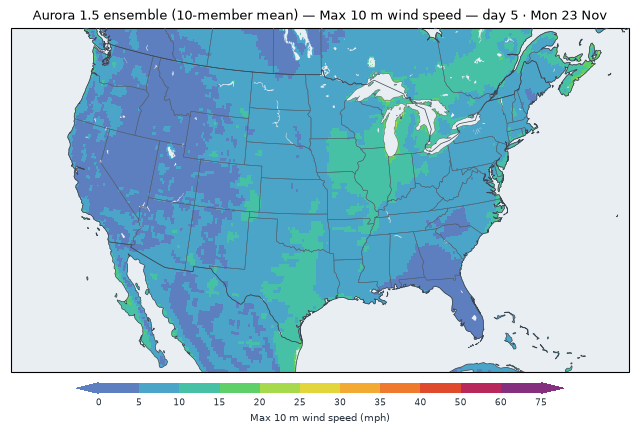 Aurora 1.5 ensemble (10-member mean) — Max 10 m wind speed — day 5 · Mon 23 Nov
0 5 10 15 20 25 30 35 40 50 60 75
Max 10 m wind speed (mph)